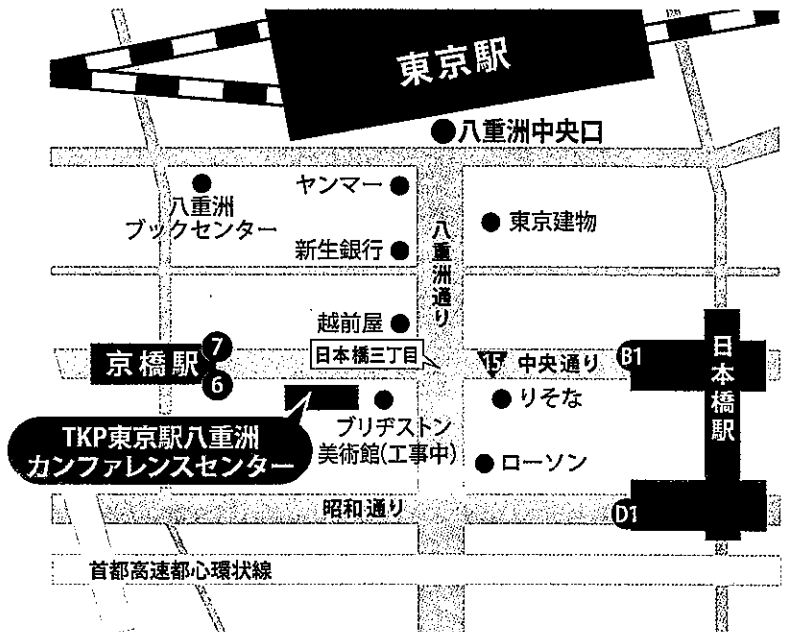 東京駅
八重洲中央口
ヤンマー
八重洲
ブックセンター
東京建物
新生銀行
八重洲通り
越前屋
日本橋三丁目
京橋駅
7
6
15
中央通り
B1
日本橋駅
りそな
ブリヂストン
美術館(工事中)
TKP東京駅八重洲
カンファレンスセンター
ローソン
昭和通り
D1
首都高速都心環状線